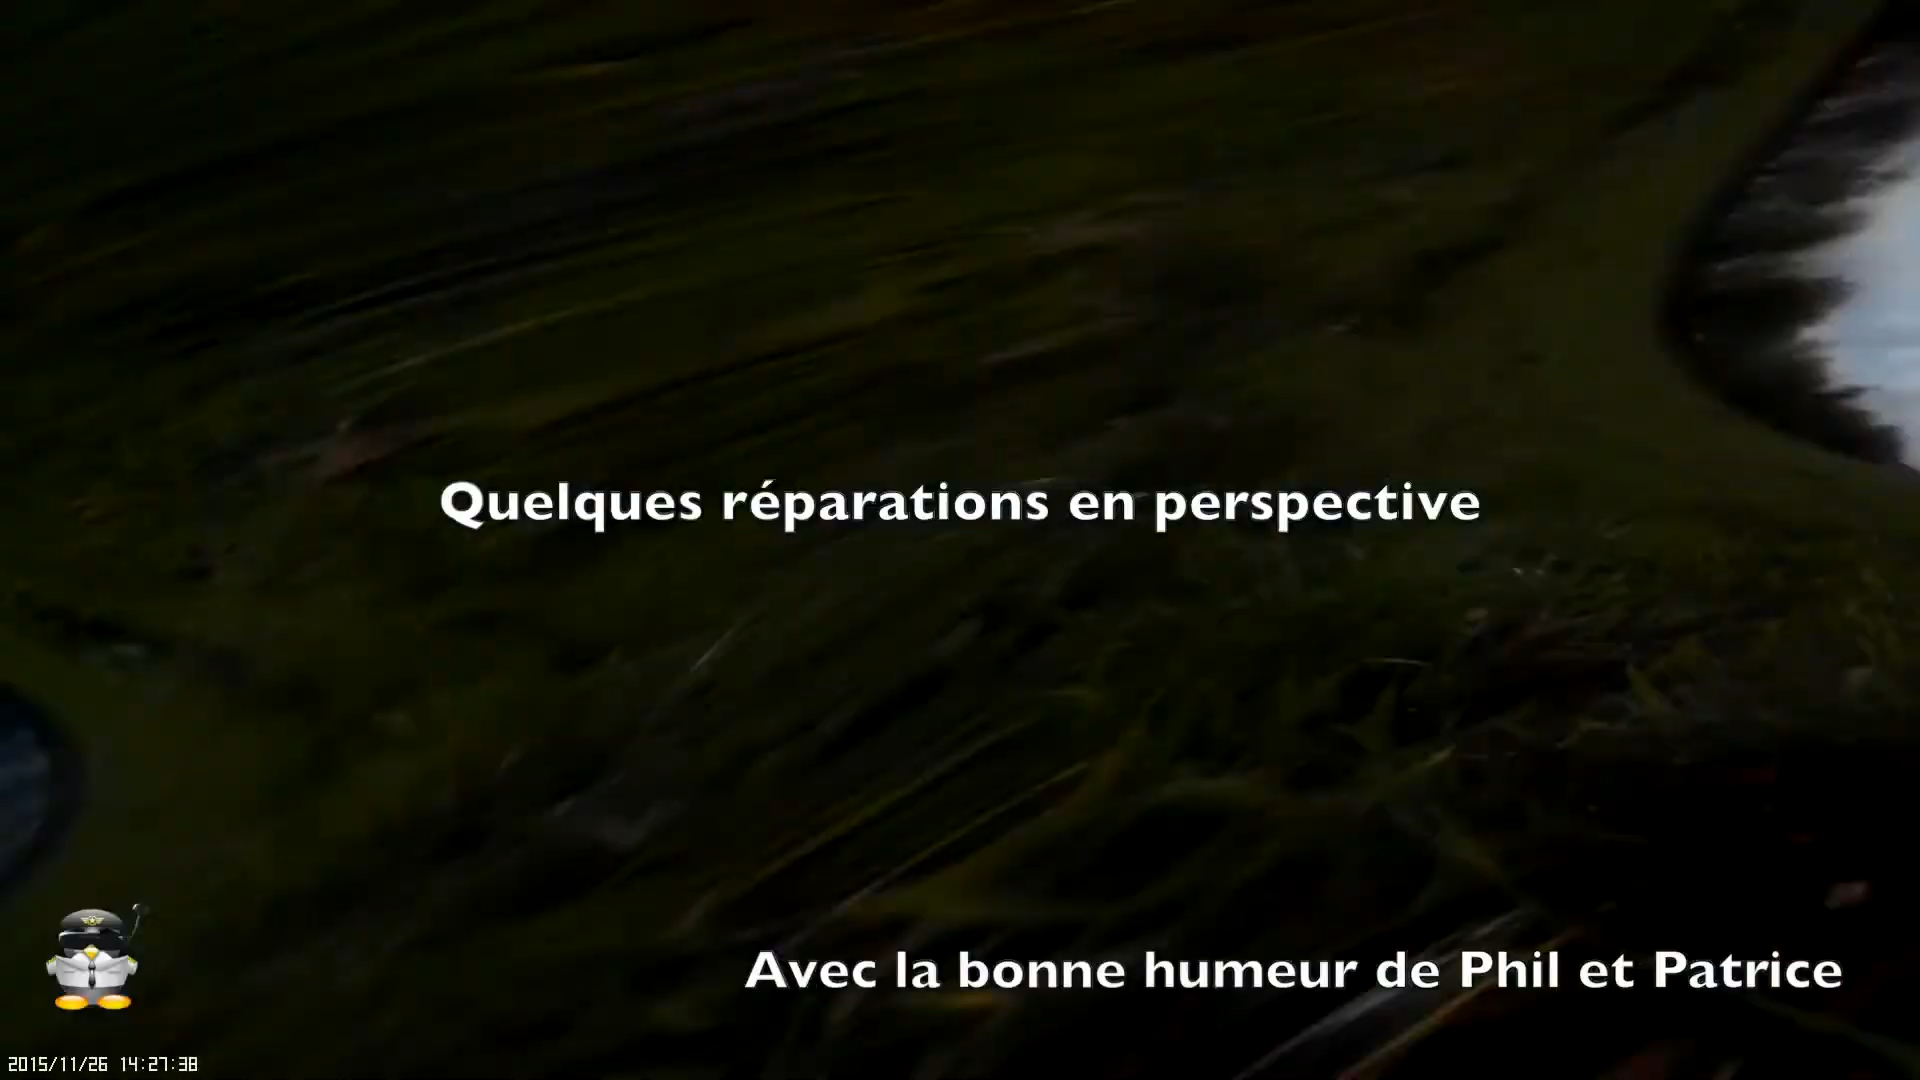 Quelques réparations en perspective
Avec la bonne humeur de Phil et Patrice
2015/11/26 14:27:38